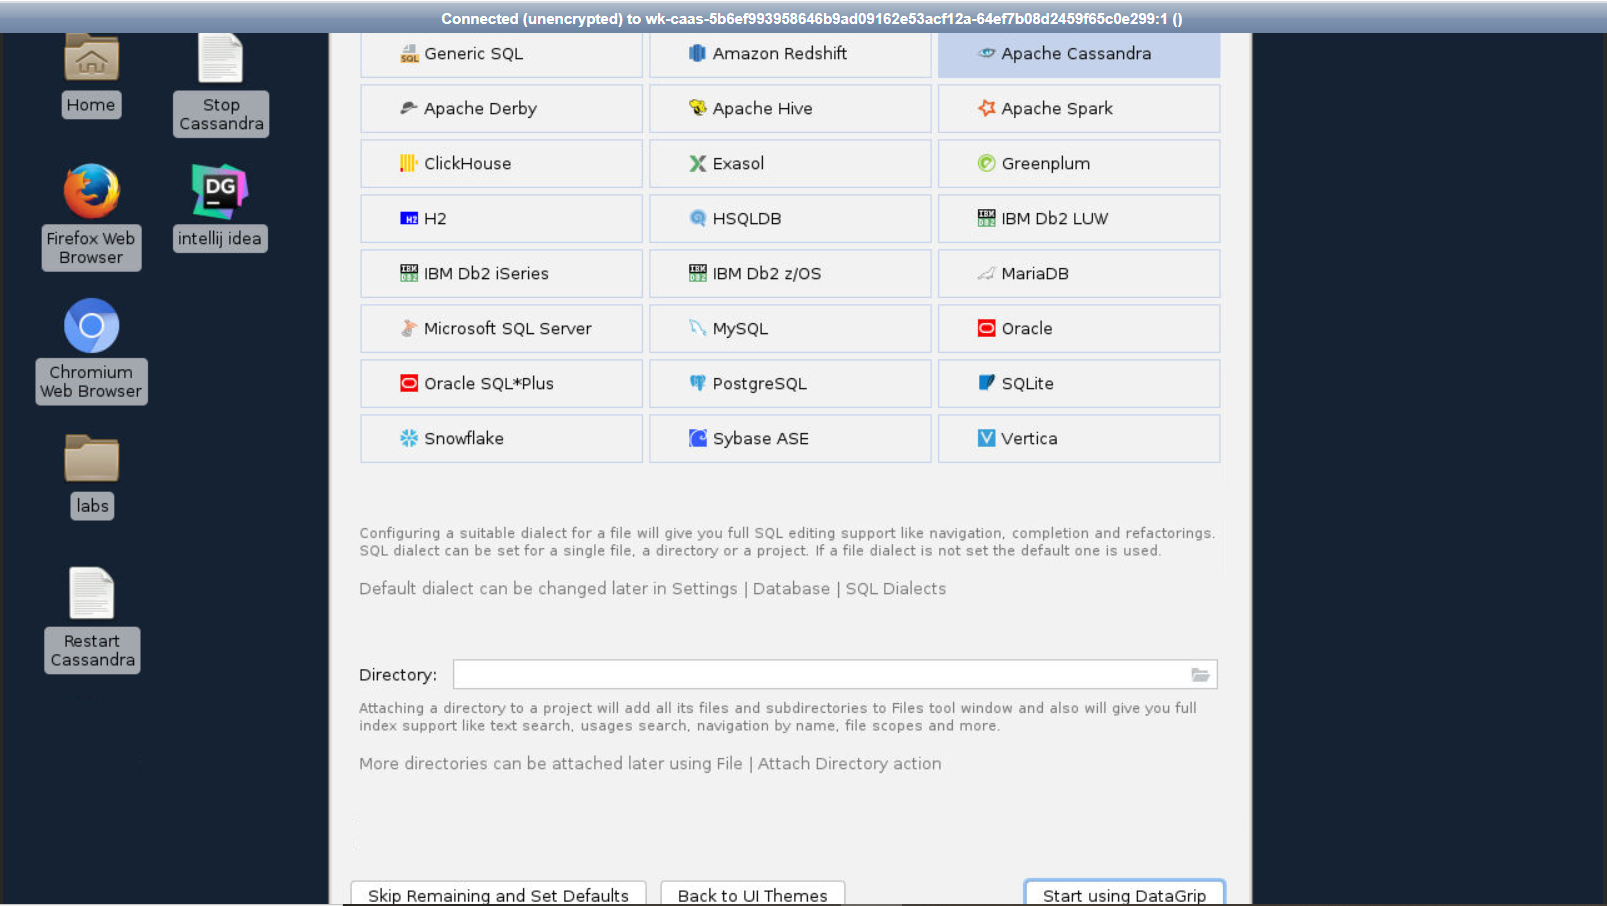 Connected (unencrypted) to wk-caas-5b6ef993958646b9ad09162e53acf12a-64ef7b08d2459f65c0e299:1 ()
Home
Stop
Cassandra
Firefox Web
Browser
DG
intellij idea
Chromium
Web Browser
labs
Restart
Cassandra
SQL Generic SQL
Amazon Redshift
Apache Cassandra
Apache Derby
Apache Hive
Apache Spark
ClickHouse
Exasol
Greenplum
H2 H2
HSQLDB
IBM DB2 IBM Db2 LUW
IBM DB2 IBM Db2 iSeries
IBM DB2 IBM Db2 z/OS
MariaDB
Microsoft SQL Server
MySQL
Oracle
Oracle SQL*Plus
PostgreSQL
SQLite
Snowflake
Sybase ASE
V Vertica
Configuring a suitable dialect for a file will give you full SQL editing support like navigation, completion and refactorings.
SQL dialect can be set for a single file, a directory or a project. If a file dialect is not set the default one is used.
Default dialect can be changed later in Settings | Database | SQL Dialects
Directory:
Attaching a directory to a project will add all its files and subdirectories to Files tool window and also will give you full
index support like text search, usages search, navigation by name, file scopes and more.
More directories can be attached later using File | Attach Directory action
Skip Remaining and Set Defaults
Back to UI Themes
Start using DataGrip